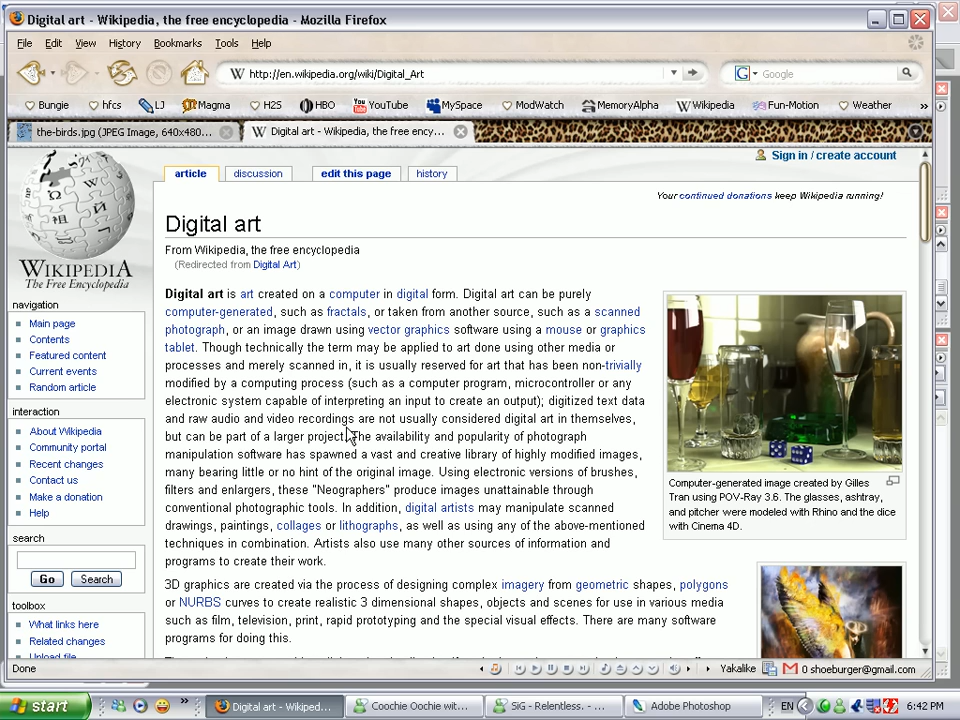 Digital art - Wikipedia, the free encyclopedia - Mozilla Firefox
File Edit View History Bookmarks Tools Help
W http://en.wikipedia.org/wiki/Digital_Art
G Google
Bungie hfcs LJ Magma H2S HBO YouTube MySpace ModWatch MemoryAlpha Wikipedia Fun-Motion Weather »
the-birds.jpg (JPEG Image, 640x480... Digital art - Wikipedia, the free ency...
Sign in / create account
article discussion edit this page history
Your continued donations keep Wikipedia running!
Digital art
From Wikipedia, the free encyclopedia
(Redirected from Digital Art)
WIKIPEDIA
The Free Encyclopedia
navigation
Main page
Contents
Featured content
Current events
Random article
interaction
About Wikipedia
Community portal
Recent changes
Contact us
Make a donation
Help
search
Go Search
toolbox
What links here
Related changes
Upload file
Digital art is art created on a computer in digital form. Digital art can be purely
computer-generated, such as fractals, or taken from another source, such as a scanned
photograph, or an image drawn using vector graphics software using a mouse or graphics
tablet. Though technically the term may be applied to art done using other media or
processes and merely scanned in, it is usually reserved for art that has been non-trivially
modified by a computing process (such as a computer program, microcontroller or any
electronic system capable of interpreting an input to create an output); digitized text data
and raw audio and video recordings are not usually considered digital art in themselves,
but can be part of a larger project. The availability and popularity of photograph
manipulation software has spawned a vast and creative library of highly modified images,
many bearing little or no hint of the original image. Using electronic versions of brushes,
filters and enlargers, these "Neographers" produce images unattainable through
conventional photographic tools. In addition, digital artists may manipulate scanned
drawings, paintings, collages or lithographs, as well as using any of the above-mentioned
techniques in combination. Artists also use many other sources of information and
programs to create their work.
3D graphics are created via the process of designing complex imagery from geometric shapes, polygons
or NURBS curves to create realistic 3 dimensional shapes, objects and scenes for use in various media
such as film, television, print, rapid prototyping and the special visual effects. There are many software
programs for doing this.
Computer-generated image created by Gilles
Tran using POV-Ray 3.6. The glasses, ashtray,
and pitcher were modeled with Rhino and the dice
with Cinema 4D.
Done
Yakalike 0 shoeburger@gmail.com
start » Digital art - Wikiped... Coochie Oochie wit... SiG - Relentless. - ... Adobe Photoshop EN 6:42 PM